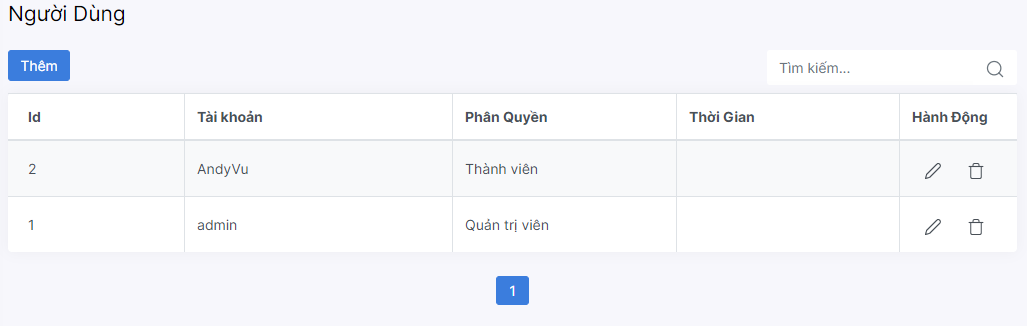 Người Dùng
Thêm
Tìm kiếm...
Id Tài khoản Phân Quyền Thời Gian Hành Động
2 AndyVu Thành viên
1 admin Quản trị viên
1